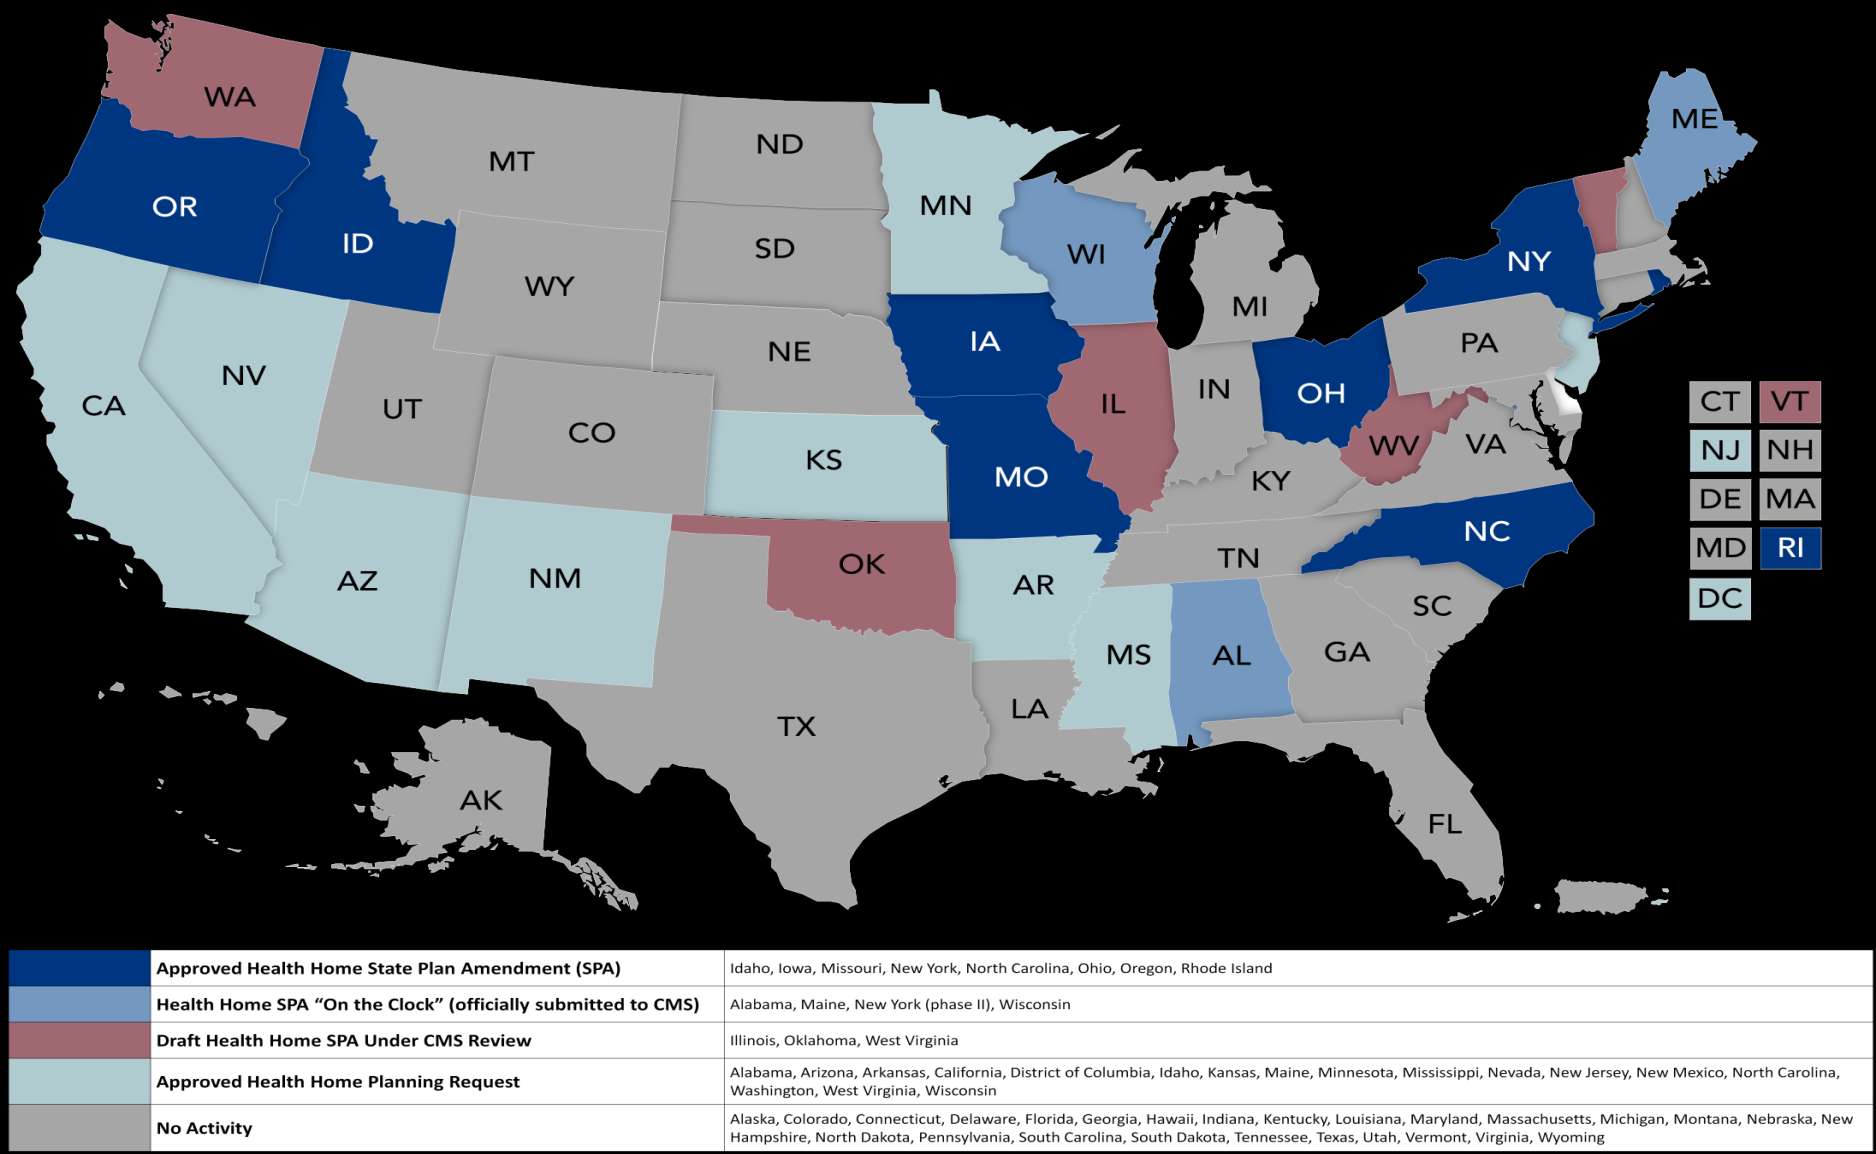 WA
ME
ND
MT
MN
OR
ID
SD
WI
NY
WY
MI
IA
PA
NE
NV
OH
IN
CA
UT
IL
CT VT
CO
WV
VA
KS
NJ NH
MO
KY
DE MA
NC
MD RI
TN
OK
AZ
NM
AR
DC
SC
MS
AL
GA
LA
TX
AK
FL
Approved Health Home State Plan Amendment (SPA)
Idaho, Iowa, Missouri, New York, North Carolina, Ohio, Oregon, Rhode Island
Health Home SPA “On the Clock” (officially submitted to CMS)
Alabama, Maine, New York (phase II), Wisconsin
Draft Health Home SPA Under CMS Review
Illinois, Oklahoma, West Virginia
Approved Health Home Planning Request
Alabama, Arizona, Arkansas, California, District of Columbia, Idaho, Kansas, Maine, Minnesota, Mississippi, Nevada, New Jersey, New Mexico, North Carolina,
Washington, West Virginia, Wisconsin
No Activity
Alaska, Colorado, Connecticut, Delaware, Florida, Georgia, Hawaii, Indiana, Kentucky, Louisiana, Maryland, Massachusetts, Michigan, Montana, Nebraska, New
Hampshire, North Dakota, Pennsylvania, South Carolina, South Dakota, Tennessee, Texas, Utah, Vermont, Virginia, Wyoming